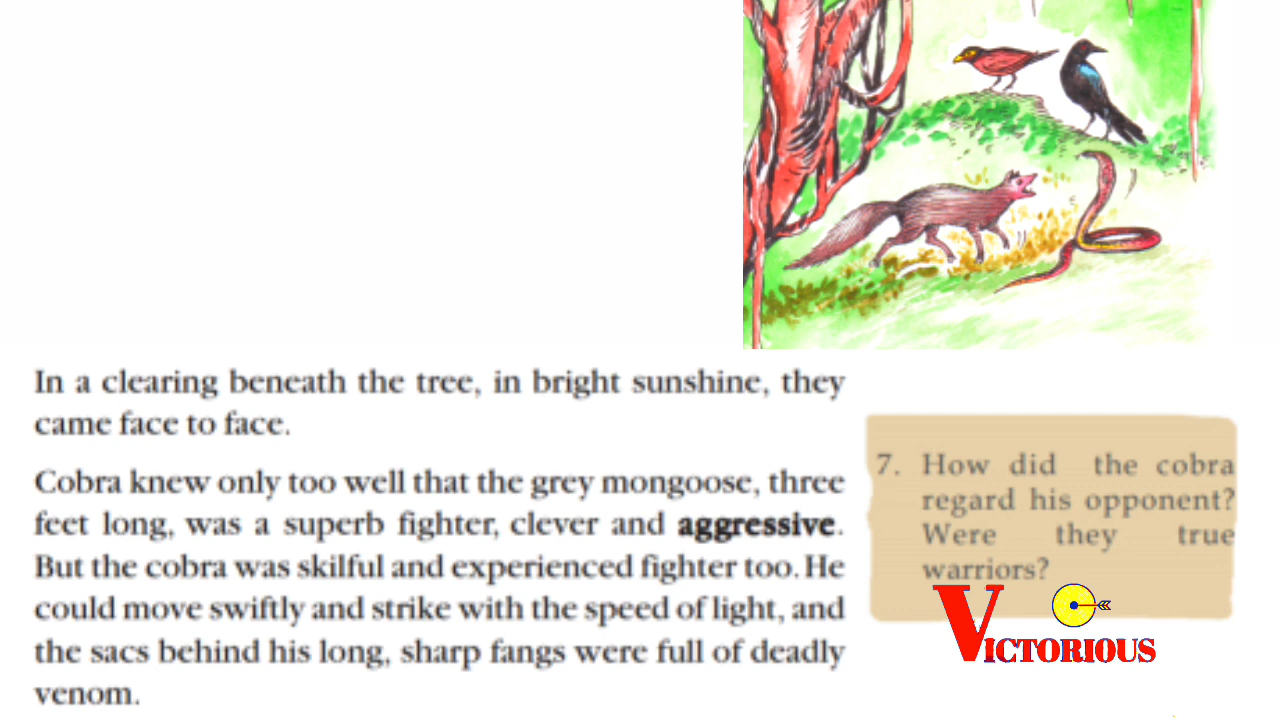 In a clearing beneath the tree, in bright sunshine, they
came face to face.
Cobra knew only too well that the grey mongoose, three
feet long, was a superb fighter, clever and aggressive.
But the cobra was skilful and experienced fighter too. He
could move swiftly and strike with the speed of light, and
the sacs behind his long, sharp fangs were full of deadly
venom.
7. How did the cobra
regard his opponent?
Were they true
warriors?
VICTORIOUS